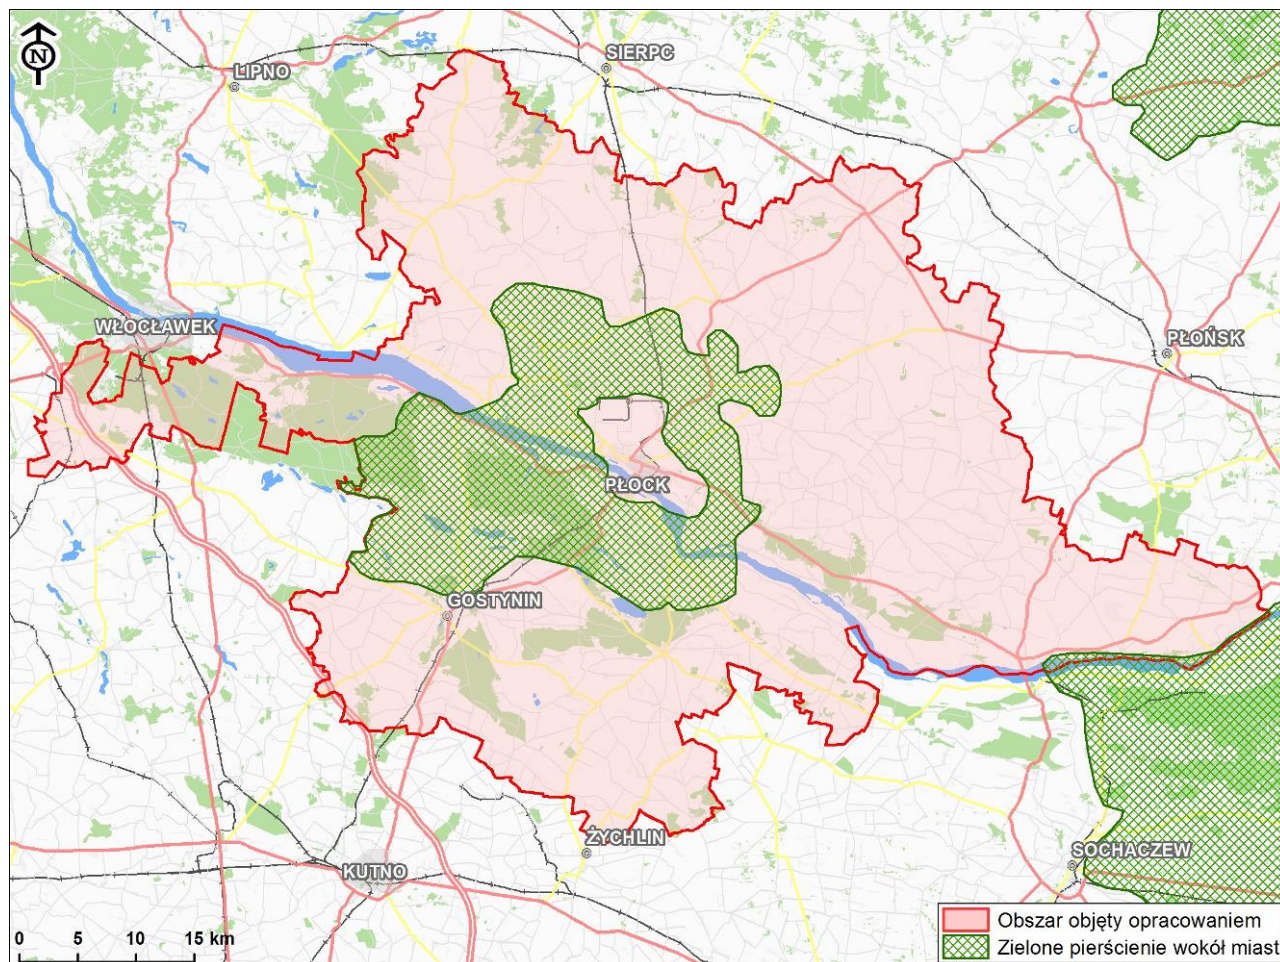 N
LIPNO
SIERPC
WŁOCŁAWEK
PŁOŃSK
PŁOCK
GOSTYNIN
ŻYCHLIN
KUTNO
SOCHACZEW
0 5 10 15 km
Obszar objęty opracowaniem
Zielone pierścienie wokół miast